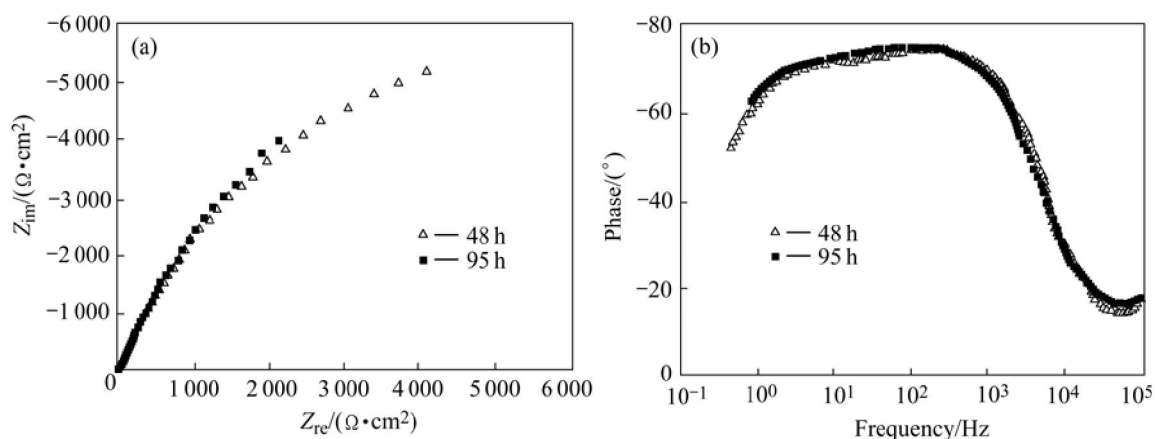 (a)
−6 000
−5 000
−4 000
−3 000
−2 000
−1 000
0
1 000
2 000
3 000
4 000
5 000
6 000
Z_im/(Ω•cm²)
Z_re/(Ω•cm²)
△ — 48 h
■ — 95 h
(b)
−80
−60
−40
−20
0
10⁻¹
10⁰
10¹
10²
10³
10⁴
10⁵
Phase/(°)
Frequency/Hz
△ — 48 h
■ — 95 h